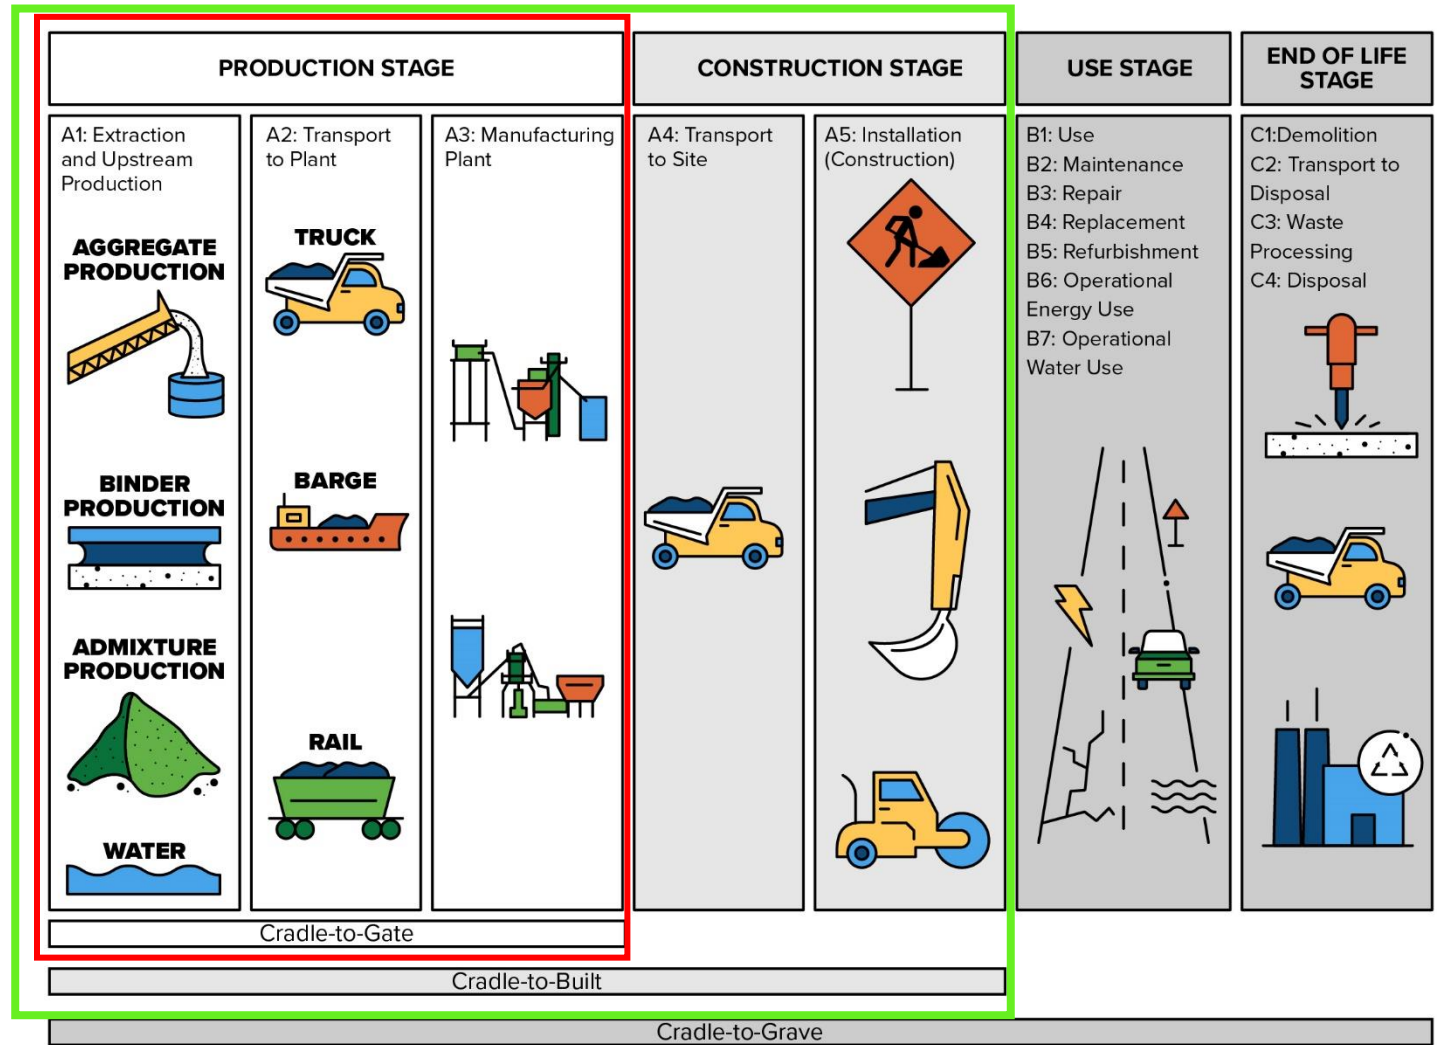 PRODUCTION STAGE
CONSTRUCTION STAGE
USE STAGE
END OF LIFE
STAGE
A1: Extraction
and Upstream
Production
AGGREGATE
PRODUCTION
BINDER
PRODUCTION
ADMIXTURE
PRODUCTION
WATER
A2: Transport
to Plant
TRUCK
BARGE
RAIL
A3: Manufacturing
Plant
A4: Transport
to Site
A5: Installation
(Construction)
B1: Use
B2: Maintenance
B3: Repair
B4: Replacement
B5: Refurbishment
B6: Operational
Energy Use
B7: Operational
Water Use
C1:Demolition
C2: Transport to
Disposal
C3: Waste
Processing
C4: Disposal
Cradle-to-Gate
Cradle-to-Built
Cradle-to-Grave